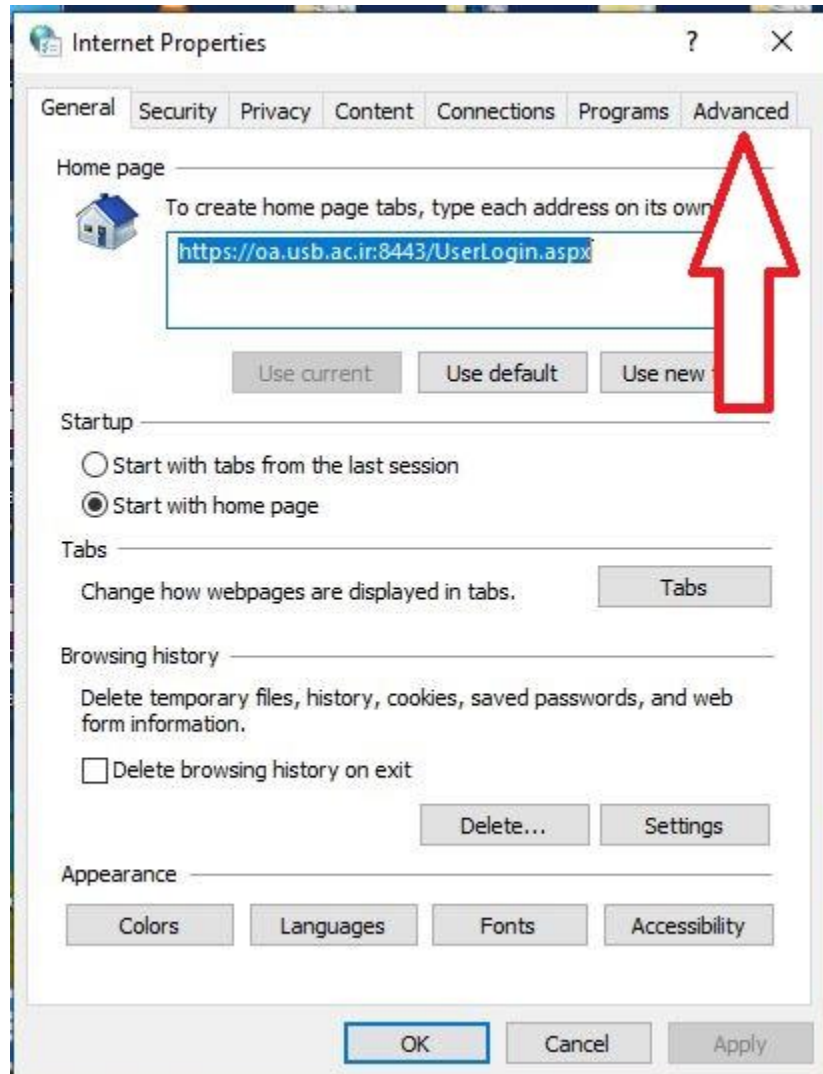 Internet Properties
?
General Security Privacy Content Connections Programs Advanced
Home page
To create home page tabs, type each address on its own
https://oa.usb.ac.ir:8443/UserLogin.aspx
Use current Use default Use new
Startup
Start with tabs from the last session
Start with home page
Tabs
Change how webpages are displayed in tabs. Tabs
Browsing history
Delete temporary files, history, cookies, saved passwords, and web
form information.
Delete browsing history on exit
Delete... Settings
Appearance
Colors Languages Fonts Accessibility
OK Cancel Apply